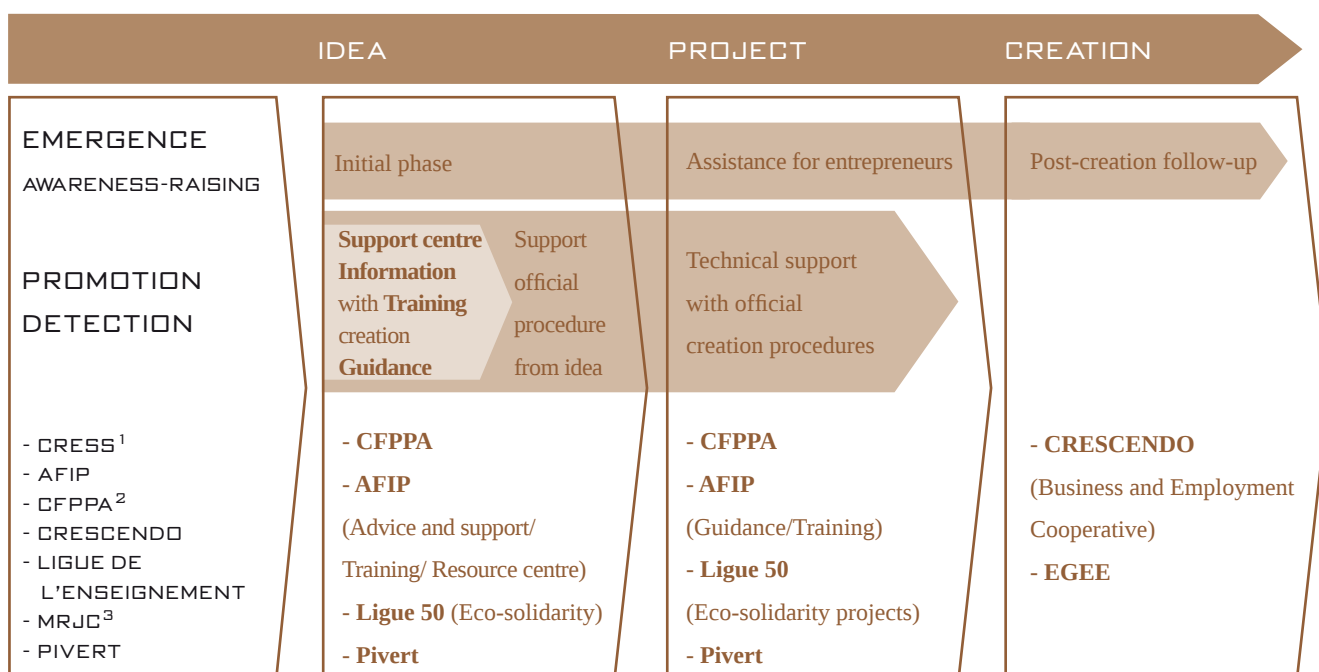 IDEA
PROJECT
CREATION
EMERGENCE
AWARENESS-RAISING
PROMOTION
DETECTION
- CRESS¹
- AFIP
- CFPPA²
- CRESCENDO
- LIGUE DE
L'ENSEIGNEMENT
- MRJC³
- PIVERT
Initial phase
Support centre
Information
with Training
creation
Guidance
Support
official
procedure
from idea
- CFPPA
- AFIP
(Advice and support/
Training/ Resource centre)
- Ligue 50 (Eco-solidarity)
- Pivert
Assistance for entrepreneurs
Technical support
with official
creation procedures
- CFPPA
- AFIP
(Guidance/Training)
- Ligue 50
(Eco-solidarity projects)
- Pivert
Post-creation follow-up
- CRESCENDO
(Business and Employment
Cooperative)
- EGEE